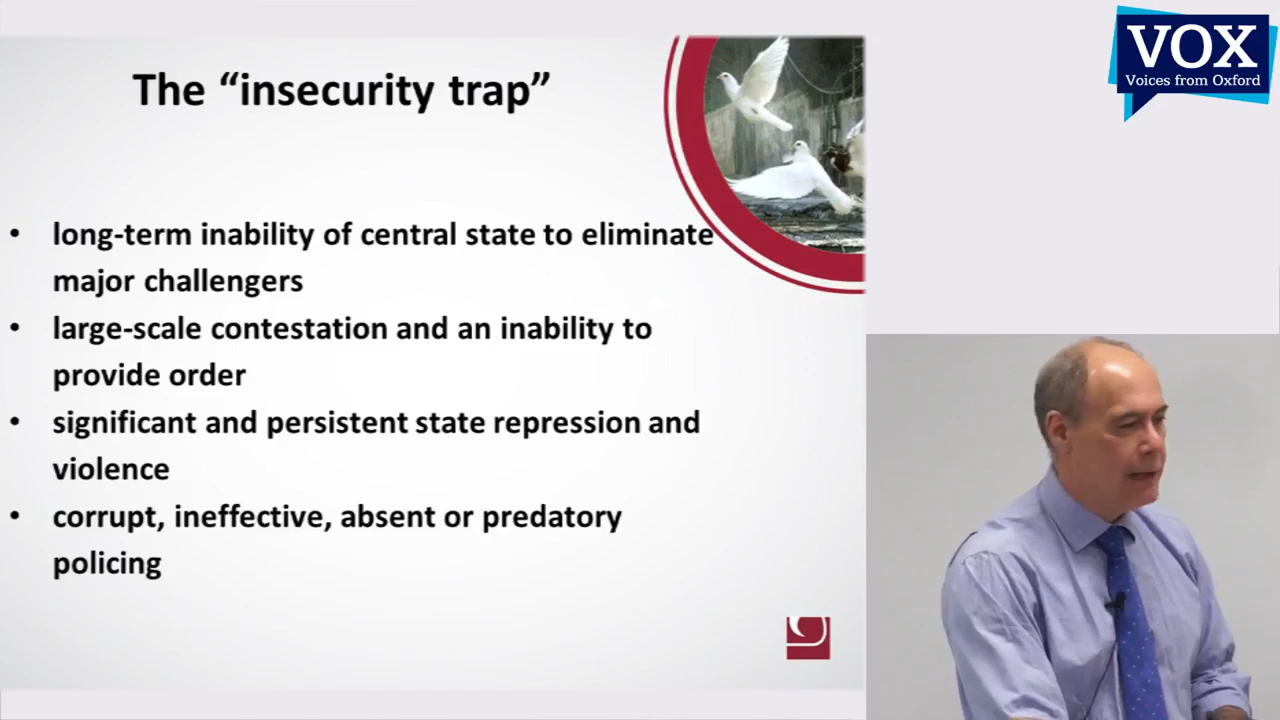 VOX
Voices from Oxford
The “insecurity trap”
• long-term inability of central state to eliminate
major challengers
• large-scale contestation and an inability to
provide order
• significant and persistent state repression and
violence
• corrupt, ineffective, absent or predatory
policing